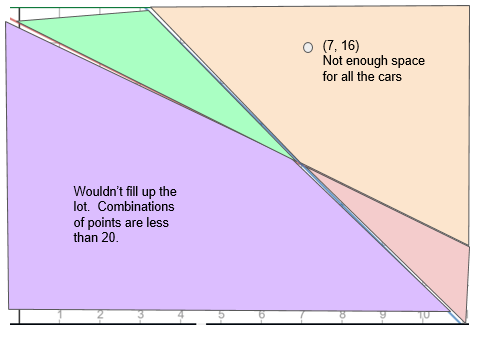 (7, 16)
Not enough space
for all the cars
Wouldn't fill up the
lot. Combinations
of points are less
than 20.
1 2 3 4 5 6 7 8 9 10